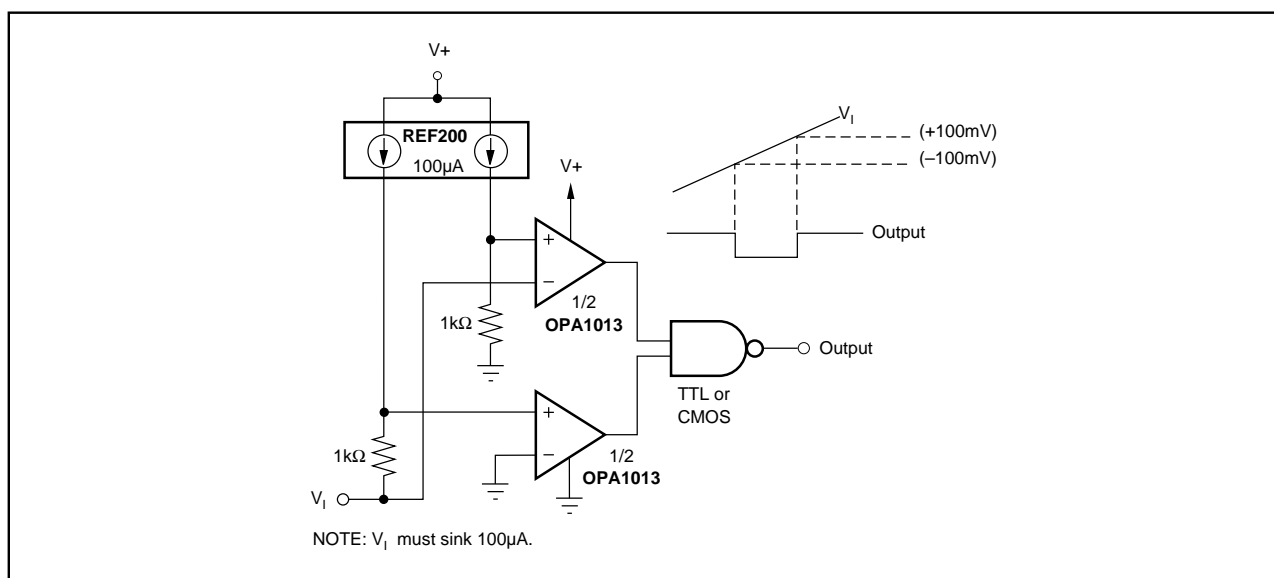 V+
REF200
100µA
V+
V_I
(+100mV)
(–100mV)
Output
+
–
1/2
OPA1013
1kΩ
Output
TTL or
CMOS
+
–
1/2
OPA1013
1kΩ
V_I
NOTE: V_I must sink 100µA.